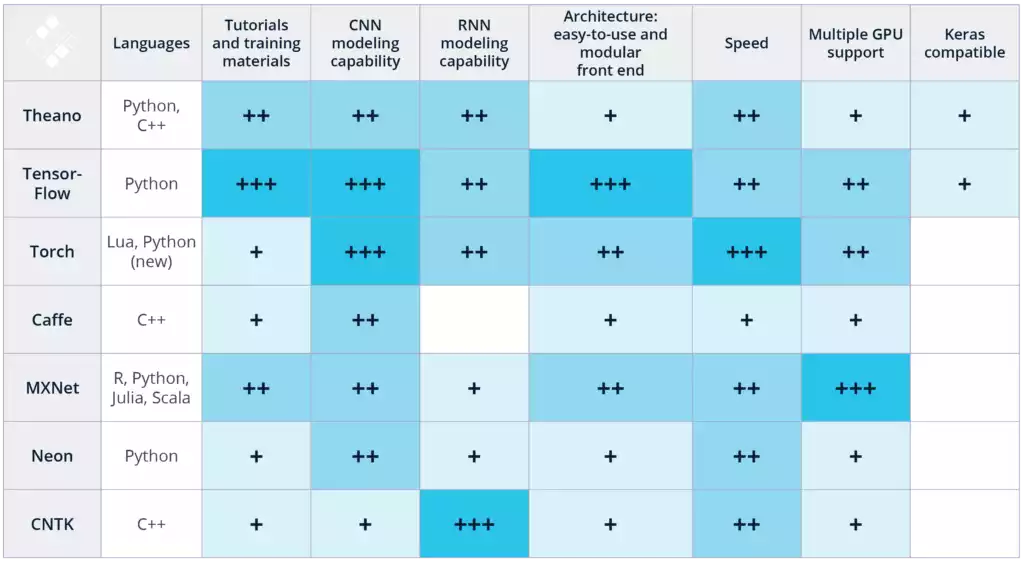 Languages
Tutorials
and training
materials
CNN
modeling
capability
RNN
modeling
capability
Architecture:
easy-to-use and
modular
front end
Speed
Multiple GPU
support
Keras
compatible
Theano
Python,
C++
++
++
++
+
++
+
+
Tensor-
Flow
Python
+++
+++
++
+++
++
++
+
Torch
Lua, Python
(new)
+
+++
++
++
+++
++
Caffe
C++
+
++
+
+
+
MXNet
R, Python,
Julia, Scala
++
++
+
++
++
+++
Neon
Python
+
++
+
+
++
+
CNTK
C++
+
+
+++
+
++
+